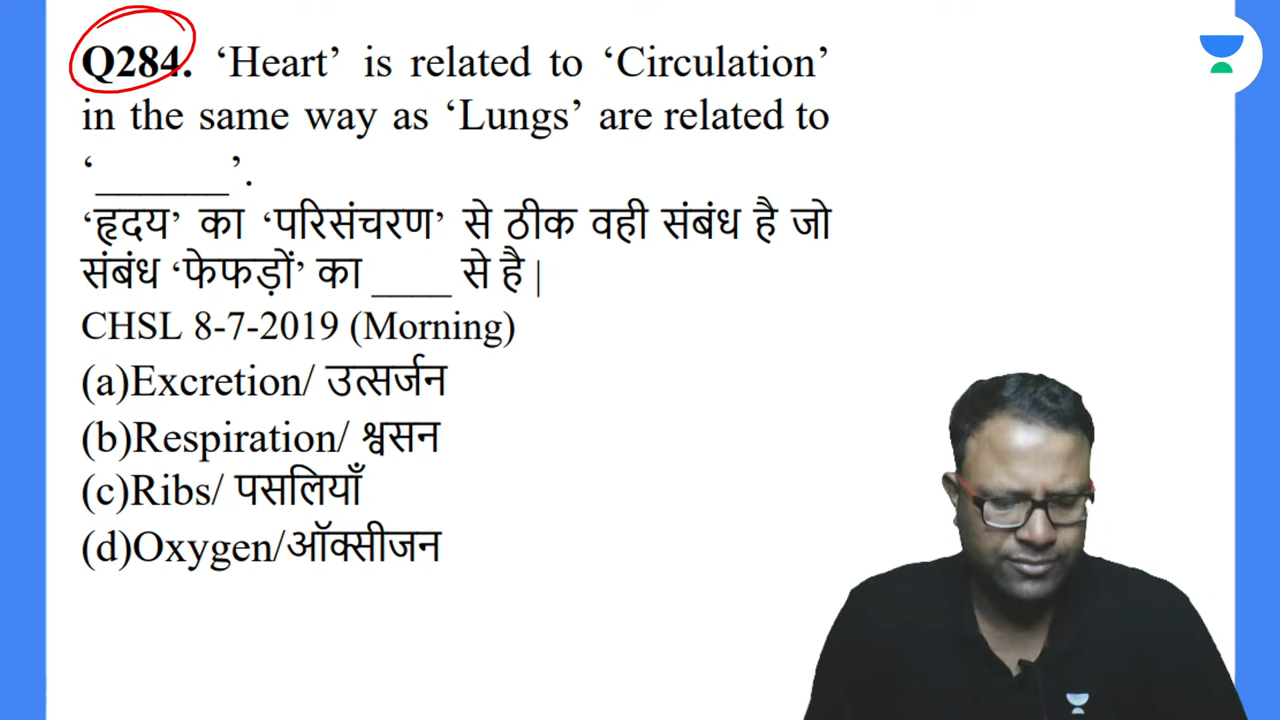 Q284. ‘Heart’ is related to ‘Circulation’
in the same way as ‘Lungs’ are related to
‘______’.
‘हृदय’ का ‘परिसंचरण’ से ठीक वही संबंध है जो
संबंध ‘फेफड़ों’ का ____ से है |
CHSL 8-7-2019 (Morning)
(a)Excretion/ उत्सर्जन
(b)Respiration/ श्वसन
(c)Ribs/ पसलियाँ
(d)Oxygen/ऑक्सीजन